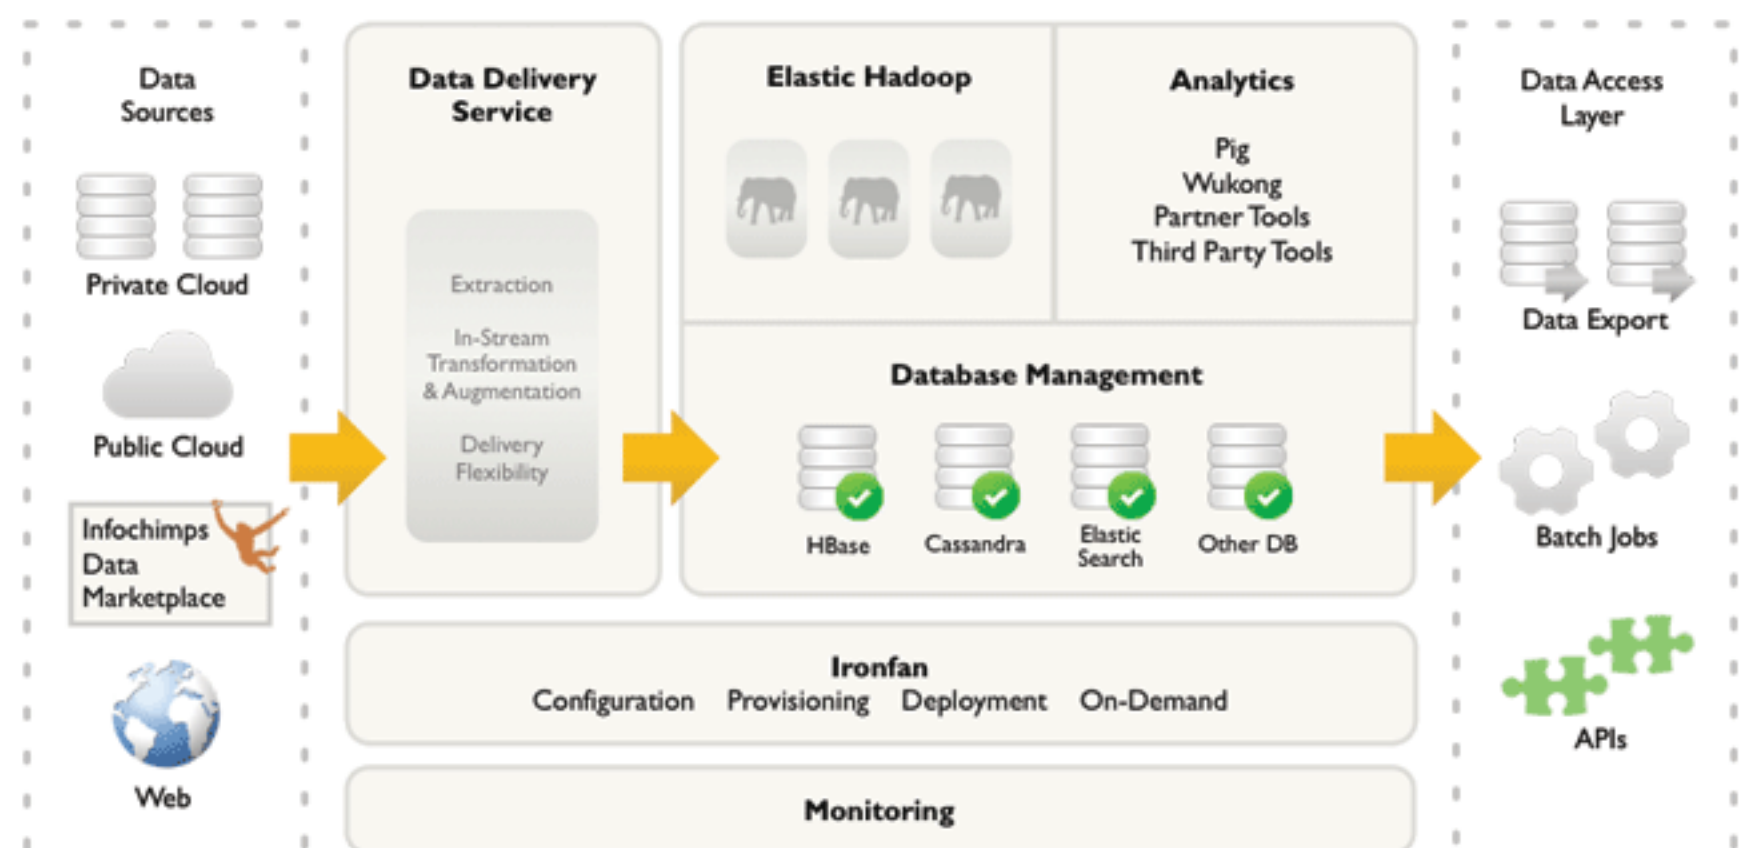 Data
Sources
Private Cloud
Public Cloud
Infochimps
Data
Marketplace
Web
Data Delivery
Service
Extraction
In-Stream
Transformation
& Augmentation
Delivery
Flexibility
Elastic Hadoop
Analytics
Pig
Wukong
Partner Tools
Third Party Tools
Database Management
HBase
Cassandra
Elastic
Search
Other DB
Ironfan
Configuration Provisioning Deployment On-Demand
Monitoring
Data Access
Layer
Data Export
Batch Jobs
APIs